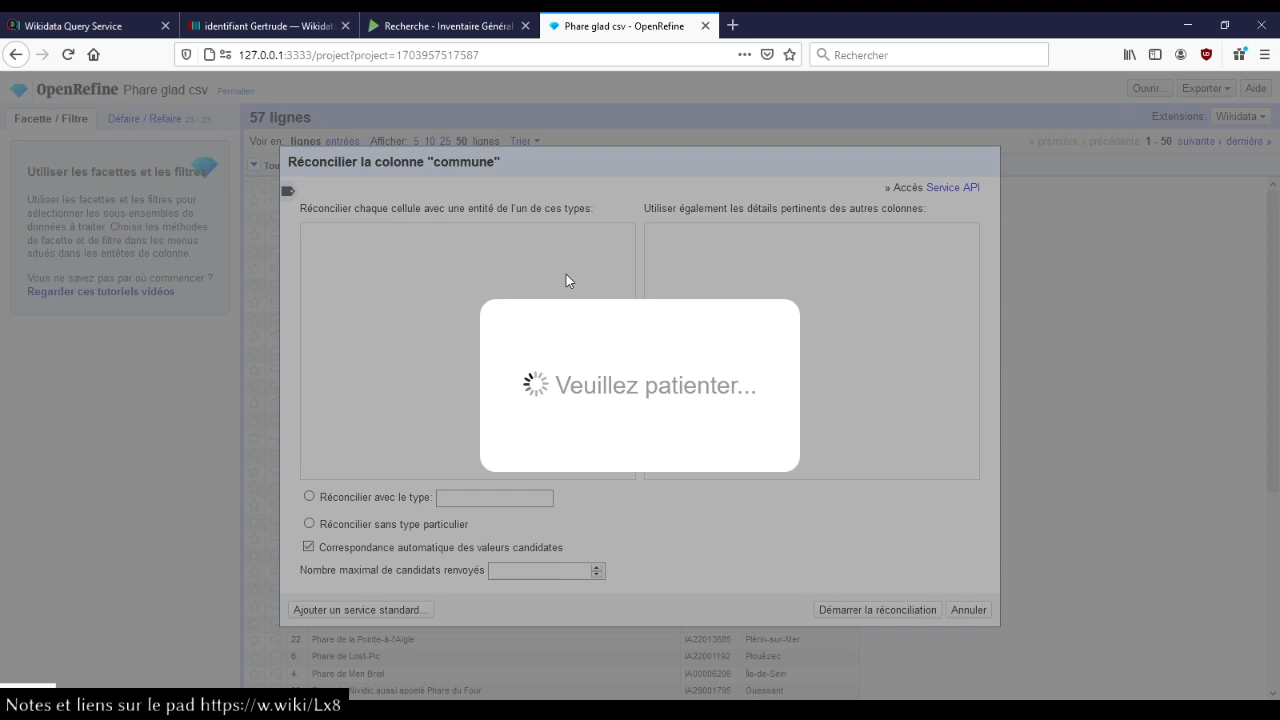 Wikidata Query Service
identifiant Gertrude — Wikidat
Recherche - Inventaire Général
Phare glad csv - OpenRefine
127.0.0.1:3333/project?project=1703957517587
Rechercher
OpenRefine Phare glad csv Permalien
Ouvrir... Exporter Aide
Facette / Filtre Défaire / Refaire 23 / 23
57 lignes
Extensions: Wikidata
Voir en: lignes entrées Afficher: 5 10 25 50 lignes Trier
« première ‹ précédente 1 - 50 suivante › dernière »
Utiliser les facettes et les filtres
Utiliser les facettes et les filtres pour
sélectionner les sous-ensembles de
données à traiter. Choisir les méthodes
de facette et de filtre dans les menus
situés dans les entêtes de colonne.
Vous ne savez pas par où commencer ?
Regarder ces tutoriels vidéos
Tou
Réconcilier la colonne "commune"
» Accès Service API
Réconcilier chaque cellule avec une entité de l'un de ces types:
Utiliser également les détails pertinents des autres colonnes:
Veuillez patienter...
Réconcilier avec le type:
Réconcilier sans type particulier
Correspondance automatique des valeurs candidates
Nombre maximal de candidats renvoyés
Ajouter un service standard...
Démarrer la réconciliation Annuler
22. Phare de la Pointe-à-l'Aigle IA22013685 Plérin-sur-Mer
6. Phare de Lost-Pic IA22001192 Plouézec
4. Phare de Men Brial IA00006206 Île-de-Sein
Nividic aussi appelé Phare du Four IA29001795 Ouessant
Notes et liens sur le pad https://w.wiki/Lx8